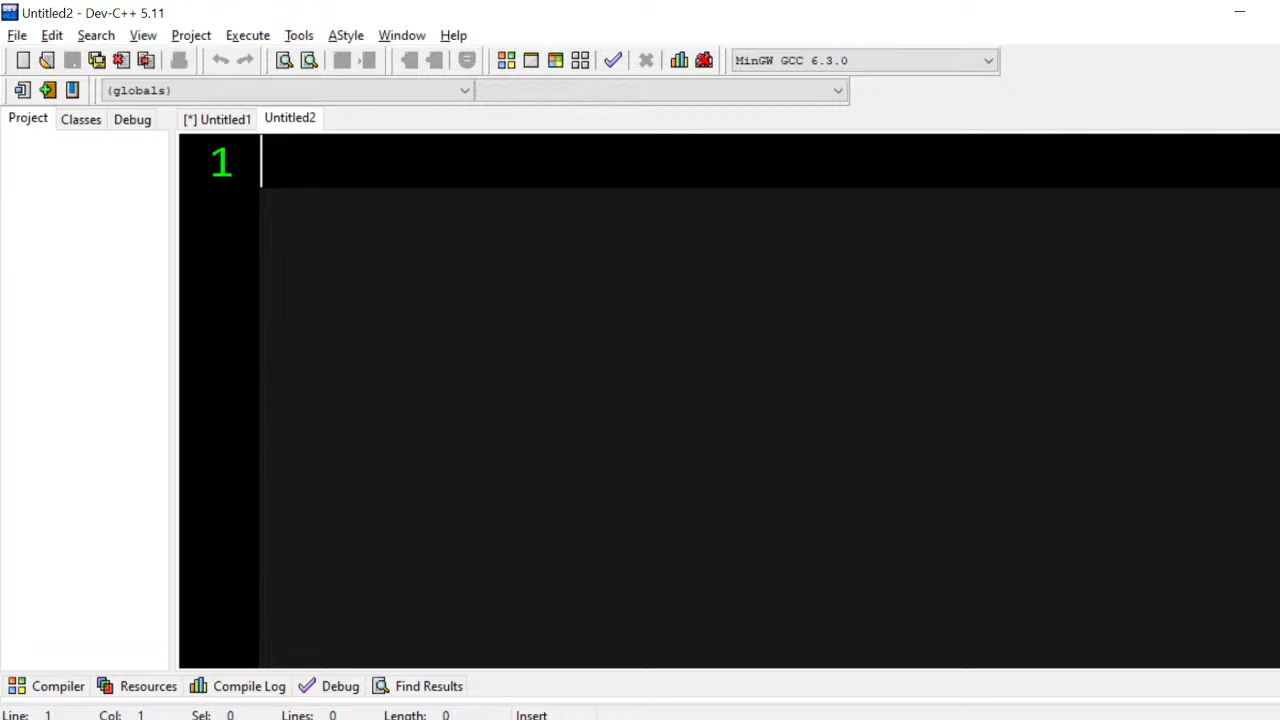 Untitled2 - Dev-C++ 5.11
File Edit Search View Project Execute Tools AStyle Window Help
MinGW GCC 6.3.0
(globals)
Project Classes Debug [*] Untitled1 Untitled2
1
Compiler Resources Compile Log Debug Find Results
Line: 1 Col: 1 Sel: 0 Lines: 0 Length: 0 Insert